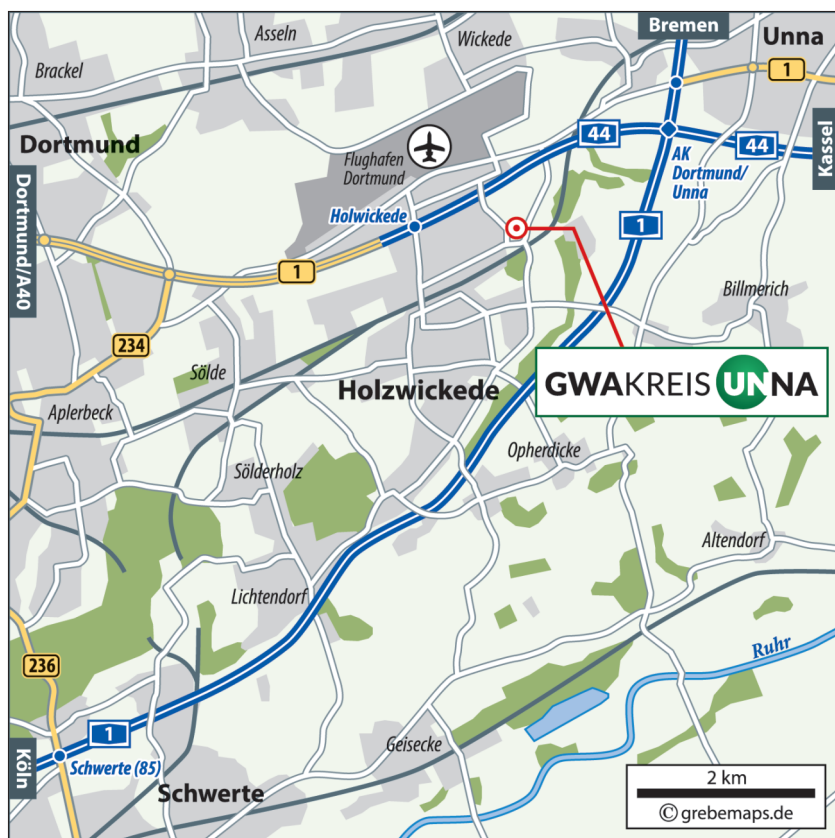 Bremen
Unna
Asseln
Wickede
Brackel
1
Dortmund
Flughafen
Dortmund
44
44
Kassel
AK
Dortmund/
Unna
Dortmund/A40
Holwickede
1
1
Billmerich
234
Sölde
Holzwickede
GWAKREIS UNNA
Aplerbeck
Opherdicke
Sölderholz
Altendorf
Lichtendorf
Ruhr
236
1
Geisecke
Köln
Schwerte (85)
Schwerte
2 km
© grebemaps.de